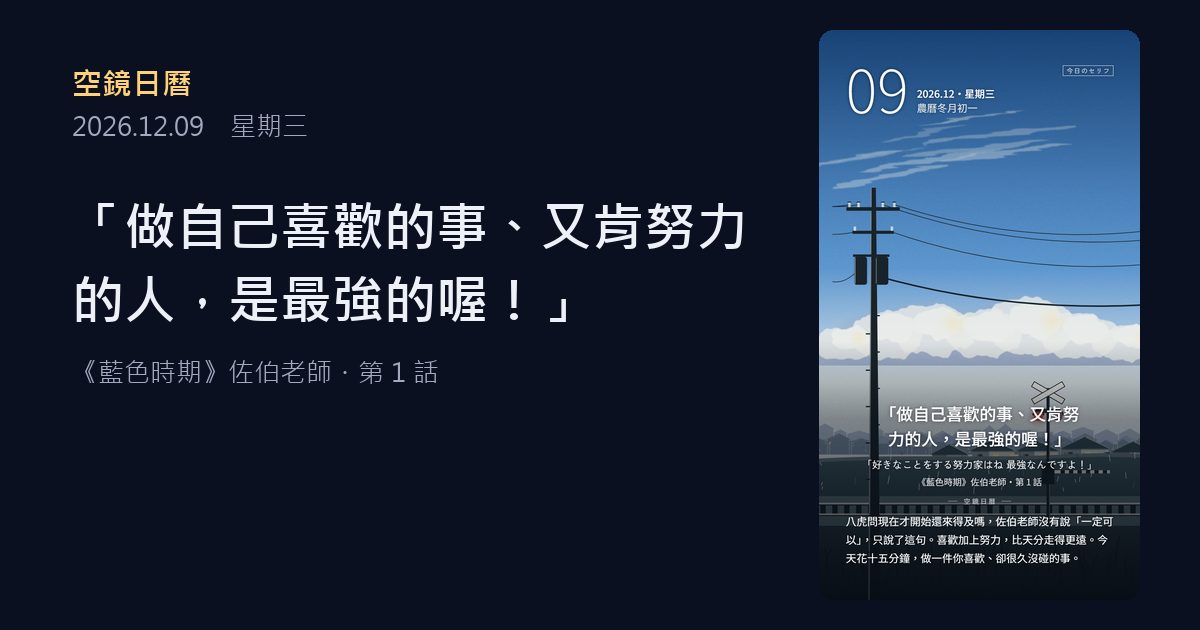 空鏡日曆
2026.12.09 星期三
「做自己喜歡的事、又肯努力
的人，是最強的喔！」
《藍色時期》佐伯老師・第 1 話
09
2026.12・星期三
農曆冬月初一
今日のセリフ
「做自己喜歡的事、又肯努
力的人，是最強的喔！」
「好きなことをする努力家はね 最強なんですよ！」
《藍色時期》佐伯老師・第 1 話
— 空鏡日曆 —
八虎問現在才開始還來得及嗎，佐伯老師沒有說「一定可
以」，只說了這句。喜歡加上努力，比天分走得更遠。今
天花十五分鐘，做一件你喜歡、卻很久沒碰的事。